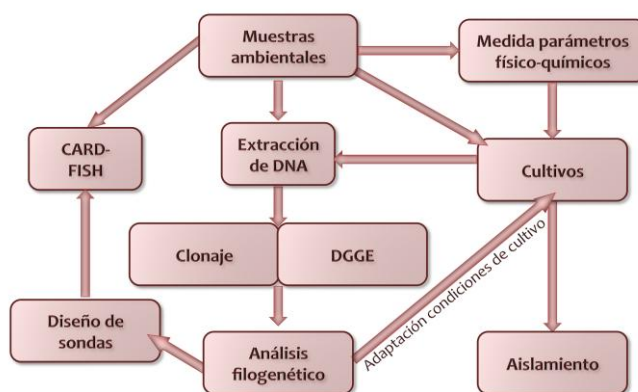 Muestras
ambientales
Medida parámetros
físico-químicos
CARD-
FISH
Extracción
de DNA
Cultivos
Clonaje
DGGE
Adaptación condiciones de cultivo
Diseño de
sondas
Análisis
filogenético
Aislamiento